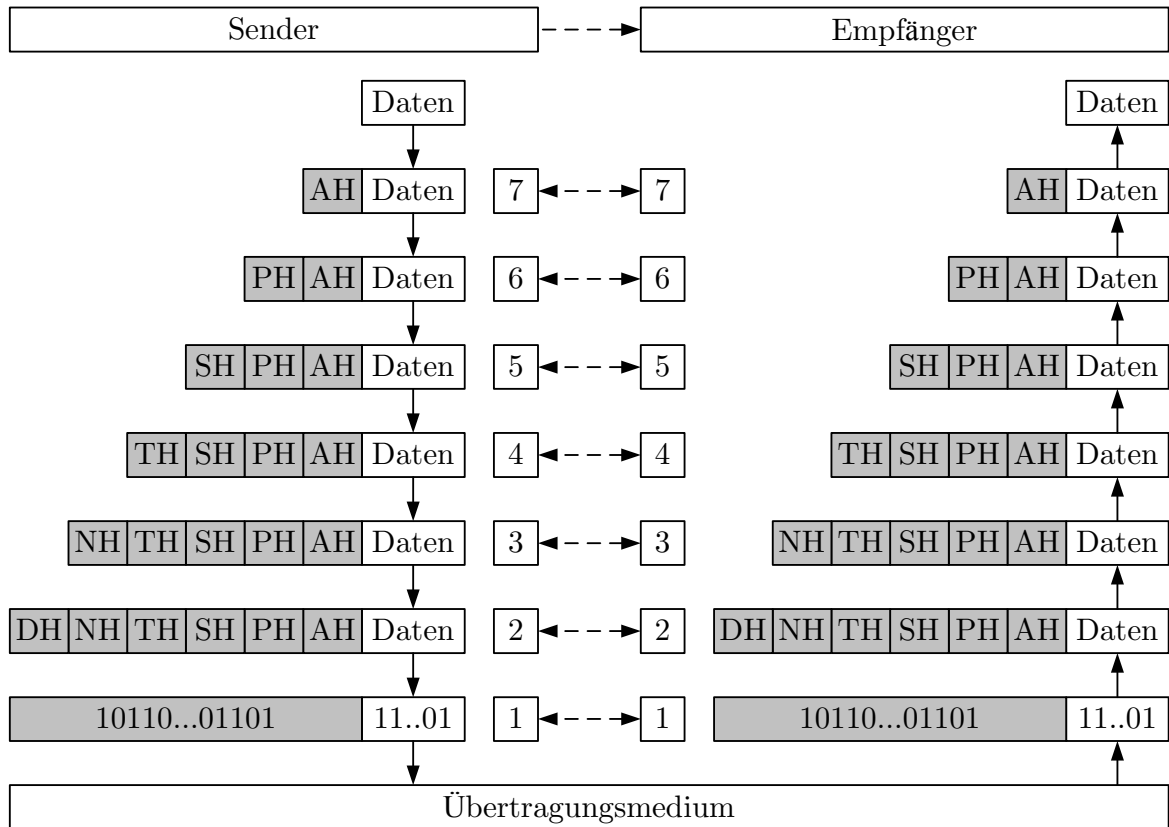 Sender Empfänger
Daten Daten
AH Daten 7 7 AH Daten
PH AH Daten 6 6 PH AH Daten
SH PH AH Daten 5 5 SH PH AH Daten
TH SH PH AH Daten 4 4 TH SH PH AH Daten
NH TH SH PH AH Daten 3 3 NH TH SH PH AH Daten
DH NH TH SH PH AH Daten 2 2 DH NH TH SH PH AH Daten
10110...01101 11..01 1 1 10110...01101 11..01
Übertragungsmedium